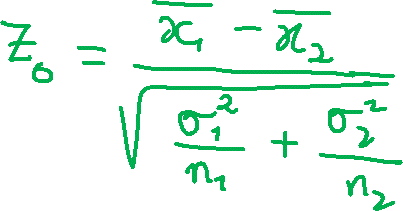 Z₀ = (x̄₁ − x̄₂) / √(σ₁²/n₁ + σ₂²/n₂)